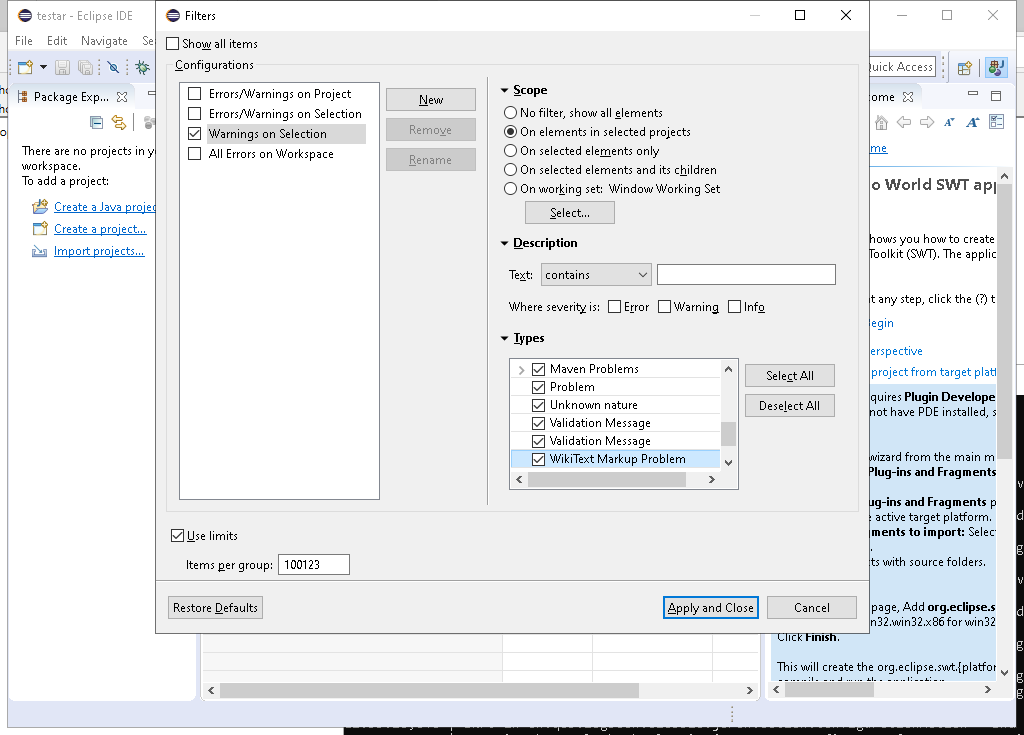 testar - Eclipse IDE
File Edit Navigate Se
Quick Access
Package Exp...
There are no projects in y
workspace.
To add a project:
Create a Java projec
Create a project...
Import projects...
Filters
Show all items
Configurations
Errors/Warnings on Project
Errors/Warnings on Selection
Warnings on Selection
All Errors on Workspace
New
Remove
Rename
Scope
No filter, show all elements
On elements in selected projects
On selected elements only
On selected elements and its children
On working set: Window Working Set
Select...
Description
Text: contains
Where severity is: Error Warning Info
Types
Maven Problems
Problem
Unknown nature
Validation Message
Validation Message
WikiText Markup Problem
Select All
Deselect All
Use limits
Items per group: 100123
Restore Defaults
Apply and Close
Cancel
ome
me
o World SWT app
hows you how to create
Toolkit (SWT). The applic
t any step, click the (?) t
Begin
erspective
project from target platf
quires Plugin Develope
not have PDE installed, s
wizard from the main m
Plug-ins and Fragments
ug-ins and Fragments p
e active target platform.
gments to import: Selec
ts with source folders.
page, Add org.eclipse.s
n32.win32.x86 for win32
Click Finish.
This will create the org.eclipse.swt.{platfor
compile and run the application.